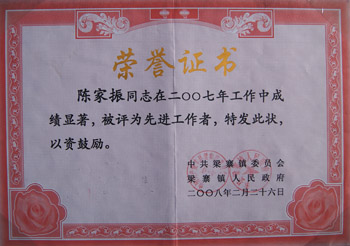 荣誉证书
陈家振同志在二〇〇七年工作中成
绩显著，被评为先进工作者，特发此状，
以资鼓励。
中共梁寨镇委员会
梁寨镇人民政府
二〇〇八年二月二十六日